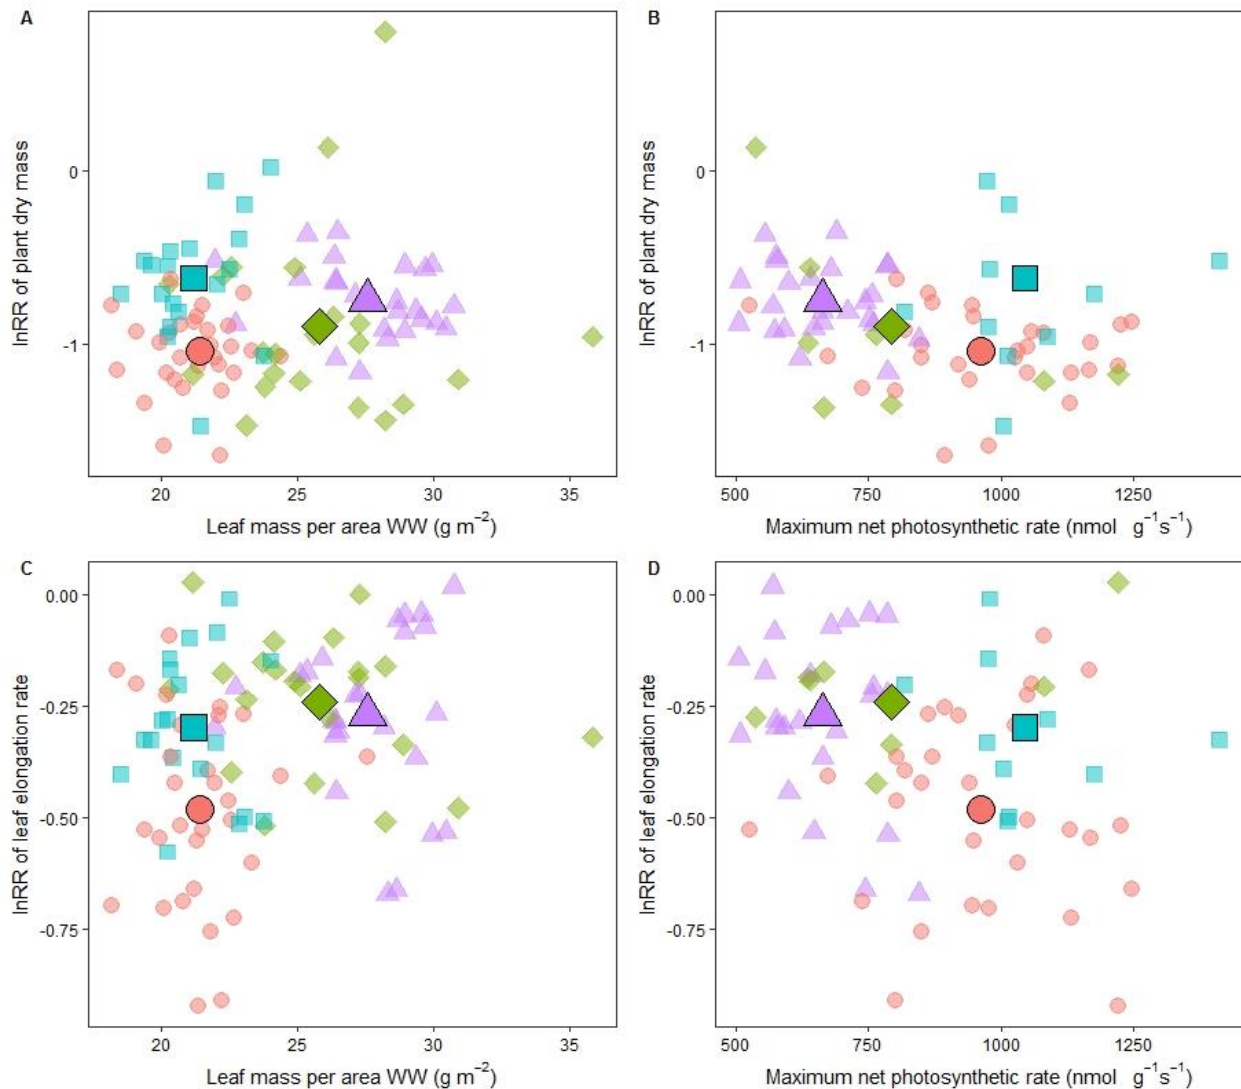 A
B
lnRR of plant dry mass
0
-1
20
25
30
35
Leaf mass per area WW (g m⁻²)
lnRR of plant dry mass
0
-1
500
750
1000
1250
Maximum net photosynthetic rate (nmol g⁻¹s⁻¹)
C
D
lnRR of leaf elongation rate
0.00
-0.25
-0.50
-0.75
20
25
30
35
Leaf mass per area WW (g m⁻²)
lnRR of leaf elongation rate
0.00
-0.25
-0.50
-0.75
500
750
1000
1250
Maximum net photosynthetic rate (nmol g⁻¹s⁻¹)